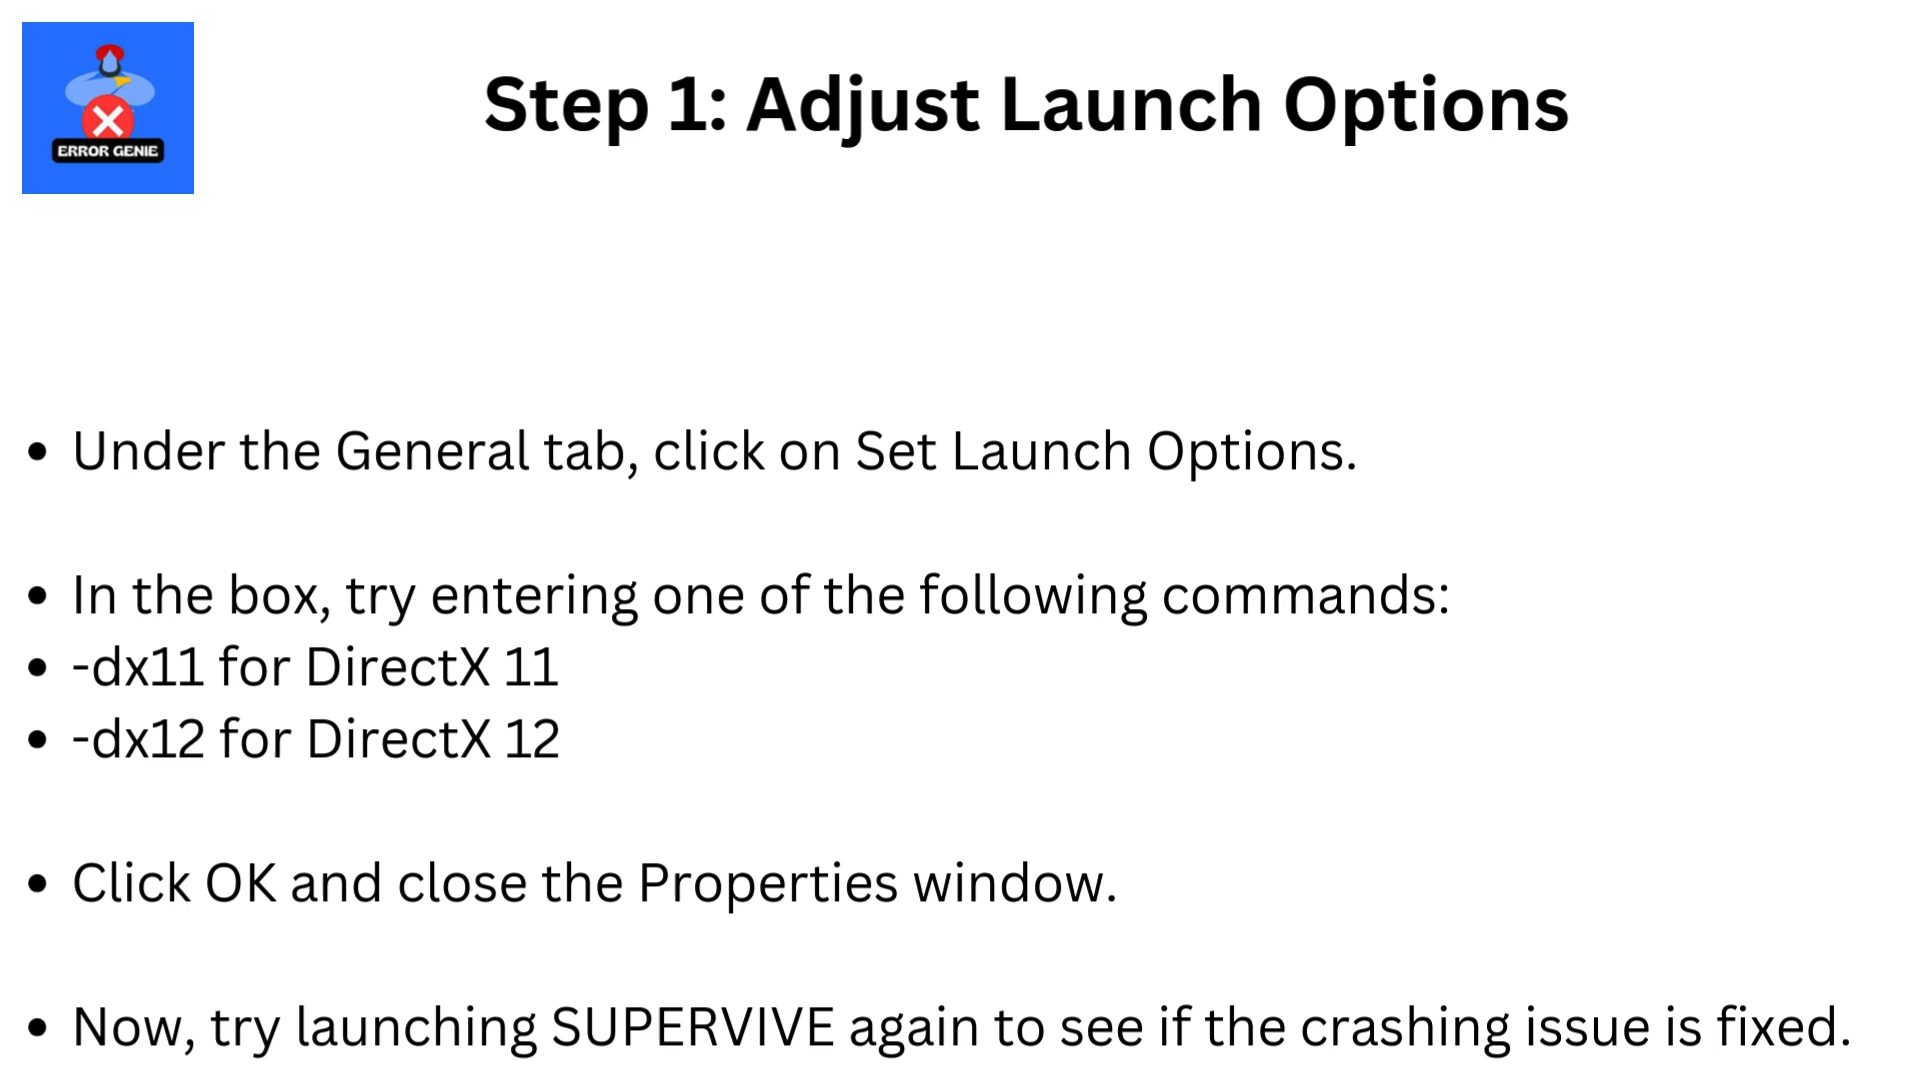 ERROR GENIE
Step 1: Adjust Launch Options
• Under the General tab, click on Set Launch Options.
• In the box, try entering one of the following commands:
• -dx11 for DirectX 11
• -dx12 for DirectX 12
• Click OK and close the Properties window.
• Now, try launching SUPERVIVE again to see if the crashing issue is fixed.